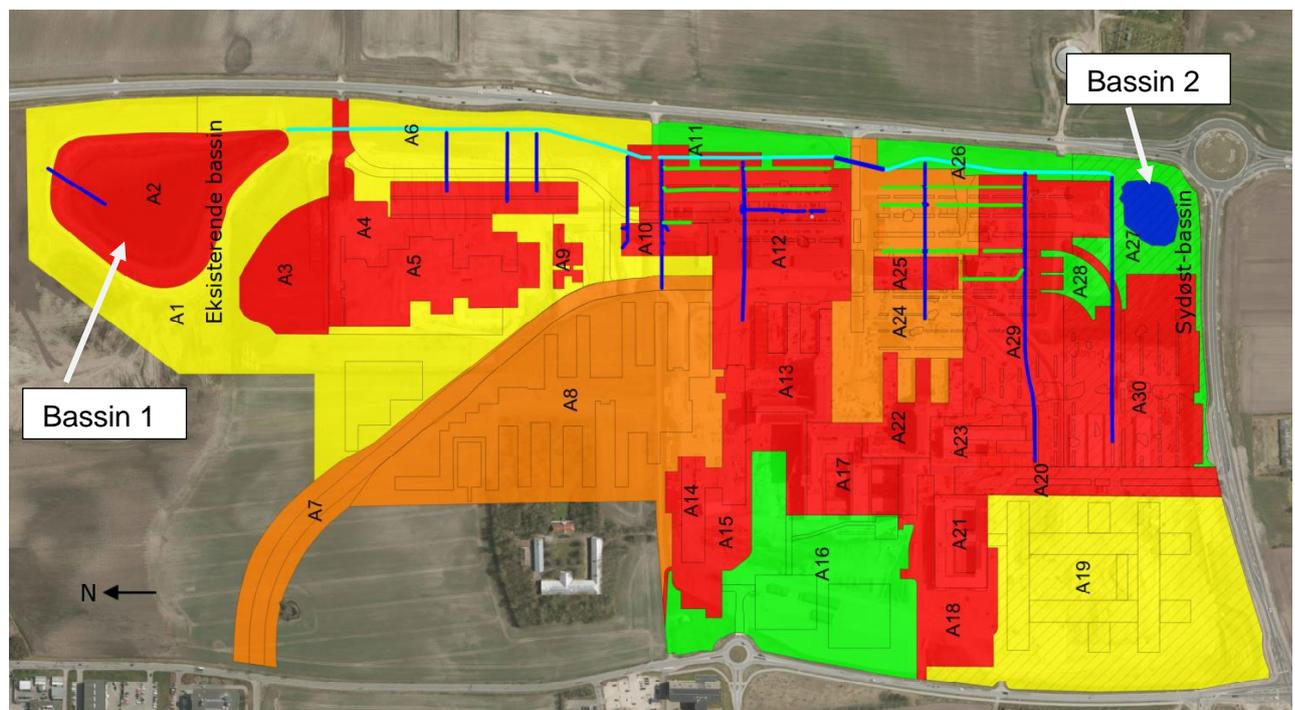 Bassin 2
A6
A11
A26
A2
Eksisterende bassin
A4
A10
A12
A27
Sydøst-bassin
A3
A5
A9
A25
A28
A1
A24
A29
Bassin 1
A8
A13
A30
A22
A23
A7
A14
A17
A20
A15
A21
A16
A19
N
A18